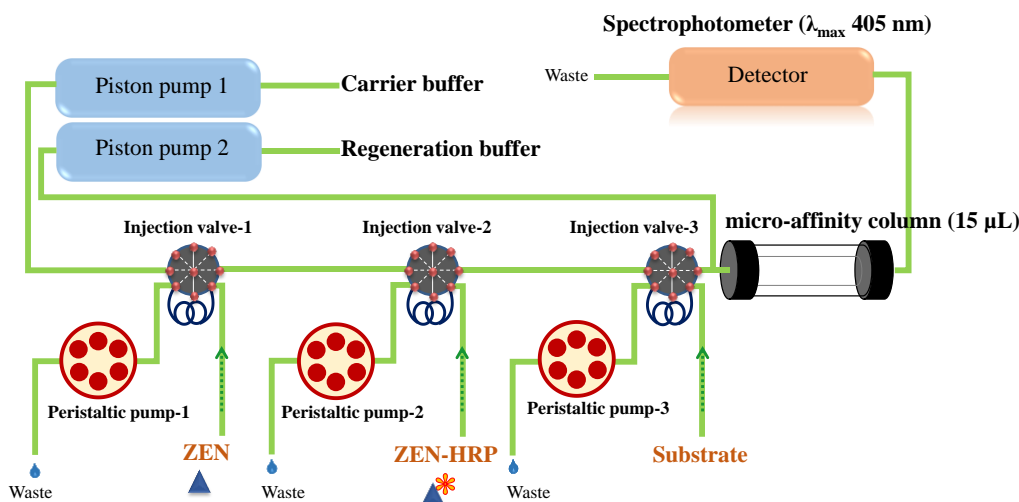 Spectrophotometer (λmax 405 nm)
Waste
Detector
Piston pump 1
Carrier buffer
Piston pump 2
Regeneration buffer
Injection valve-1
Injection valve-2
Injection valve-3
micro-affinity column (15 µL)
Peristaltic pump-1
Peristaltic pump-2
Peristaltic pump-3
ZEN
ZEN-HRP
Substrate
Waste
Waste
Waste